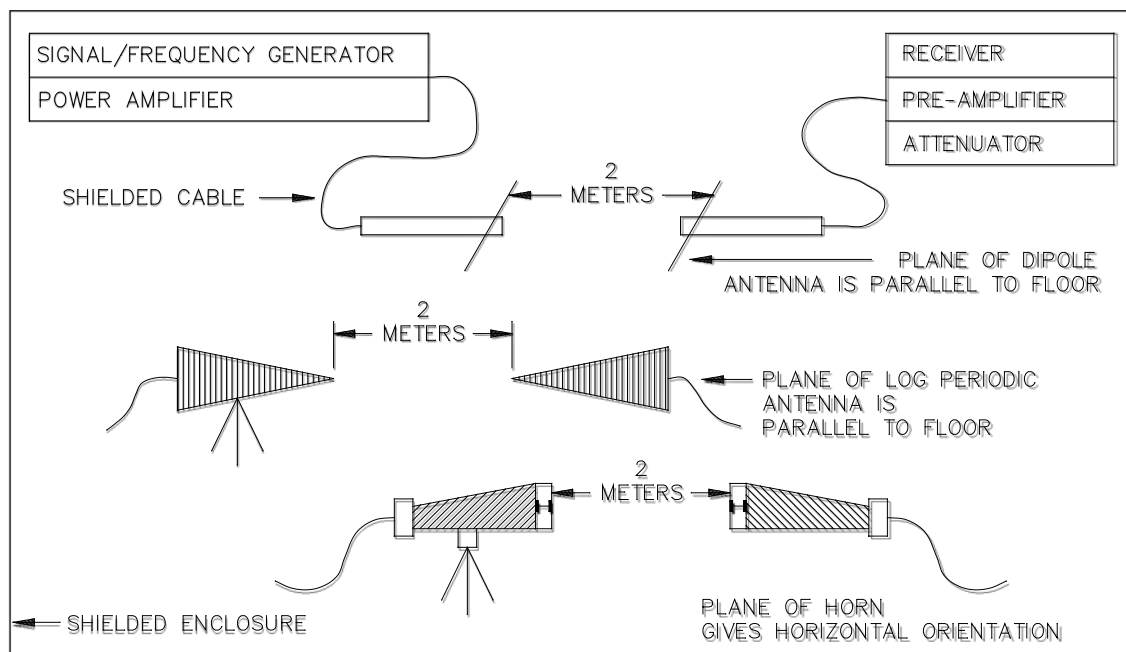 SIGNAL/FREQUENCY GENERATOR
POWER AMPLIFIER
RECEIVER
PRE-AMPLIFIER
ATTENUATOR
SHIELDED CABLE
2
METERS
PLANE OF DIPOLE
ANTENNA IS PARALLEL TO FLOOR
2
METERS
PLANE OF LOG PERIODIC
ANTENNA IS
PARALLEL TO FLOOR
2
METERS
SHIELDED ENCLOSURE
PLANE OF HORN
GIVES HORIZONTAL ORIENTATION